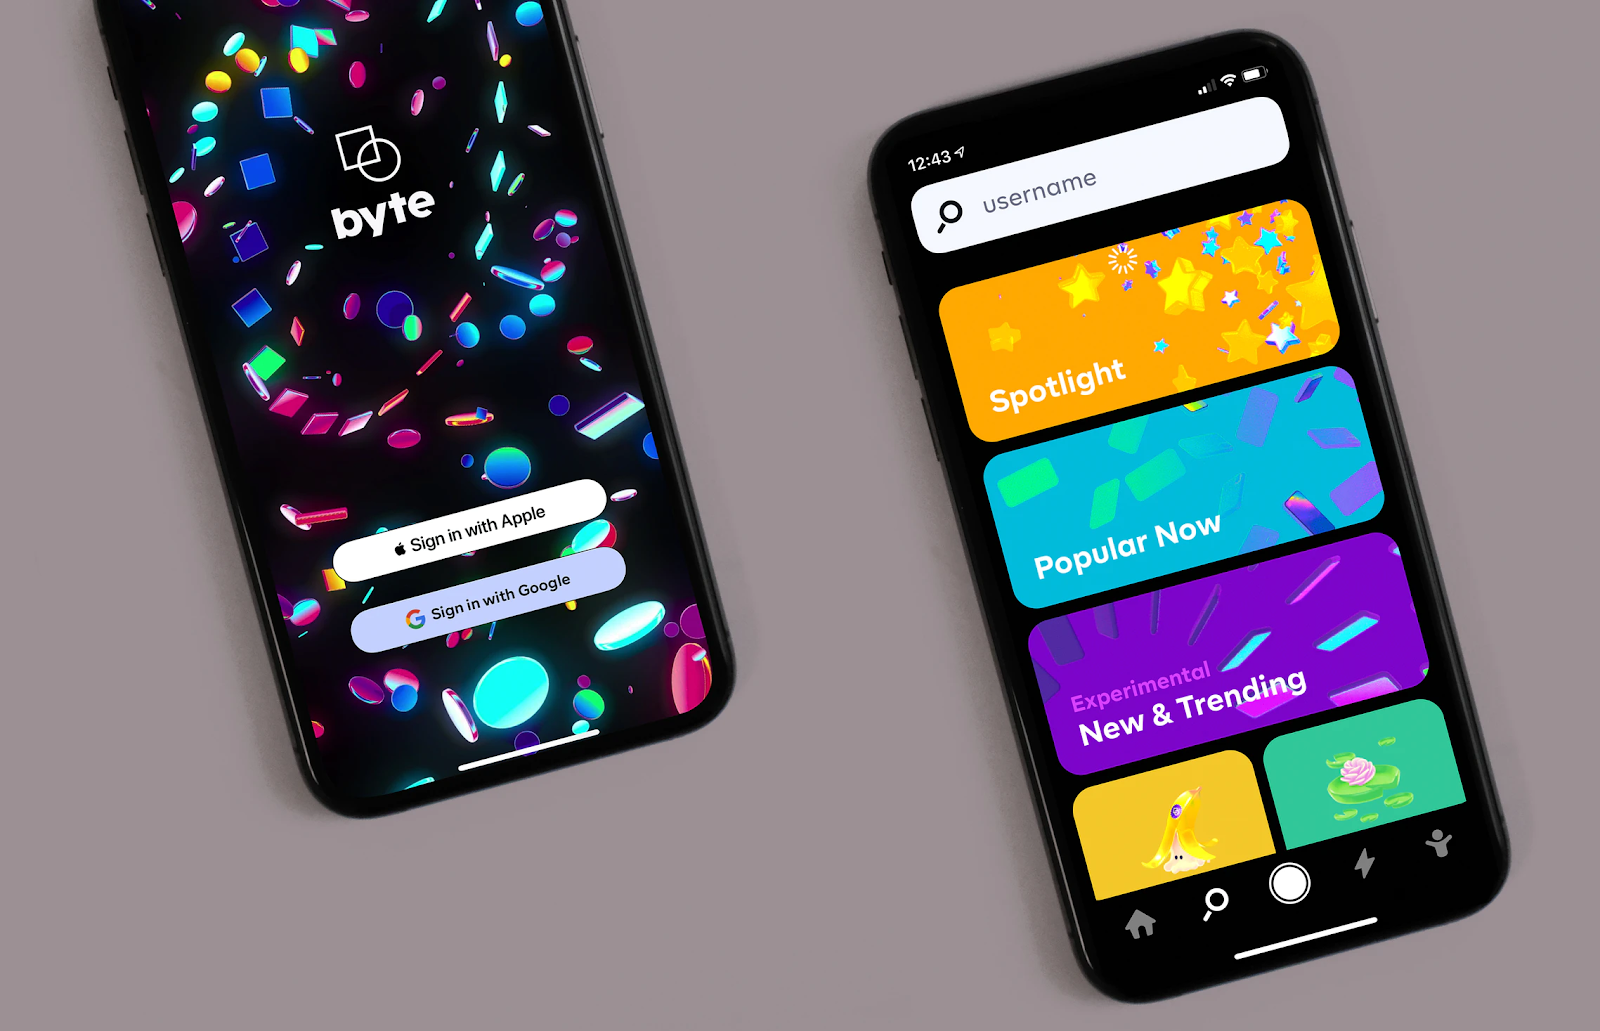 byte
Sign in with Apple
Sign in with Google
12:43
username
Spotlight
Popular Now
Experimental
New & Trending